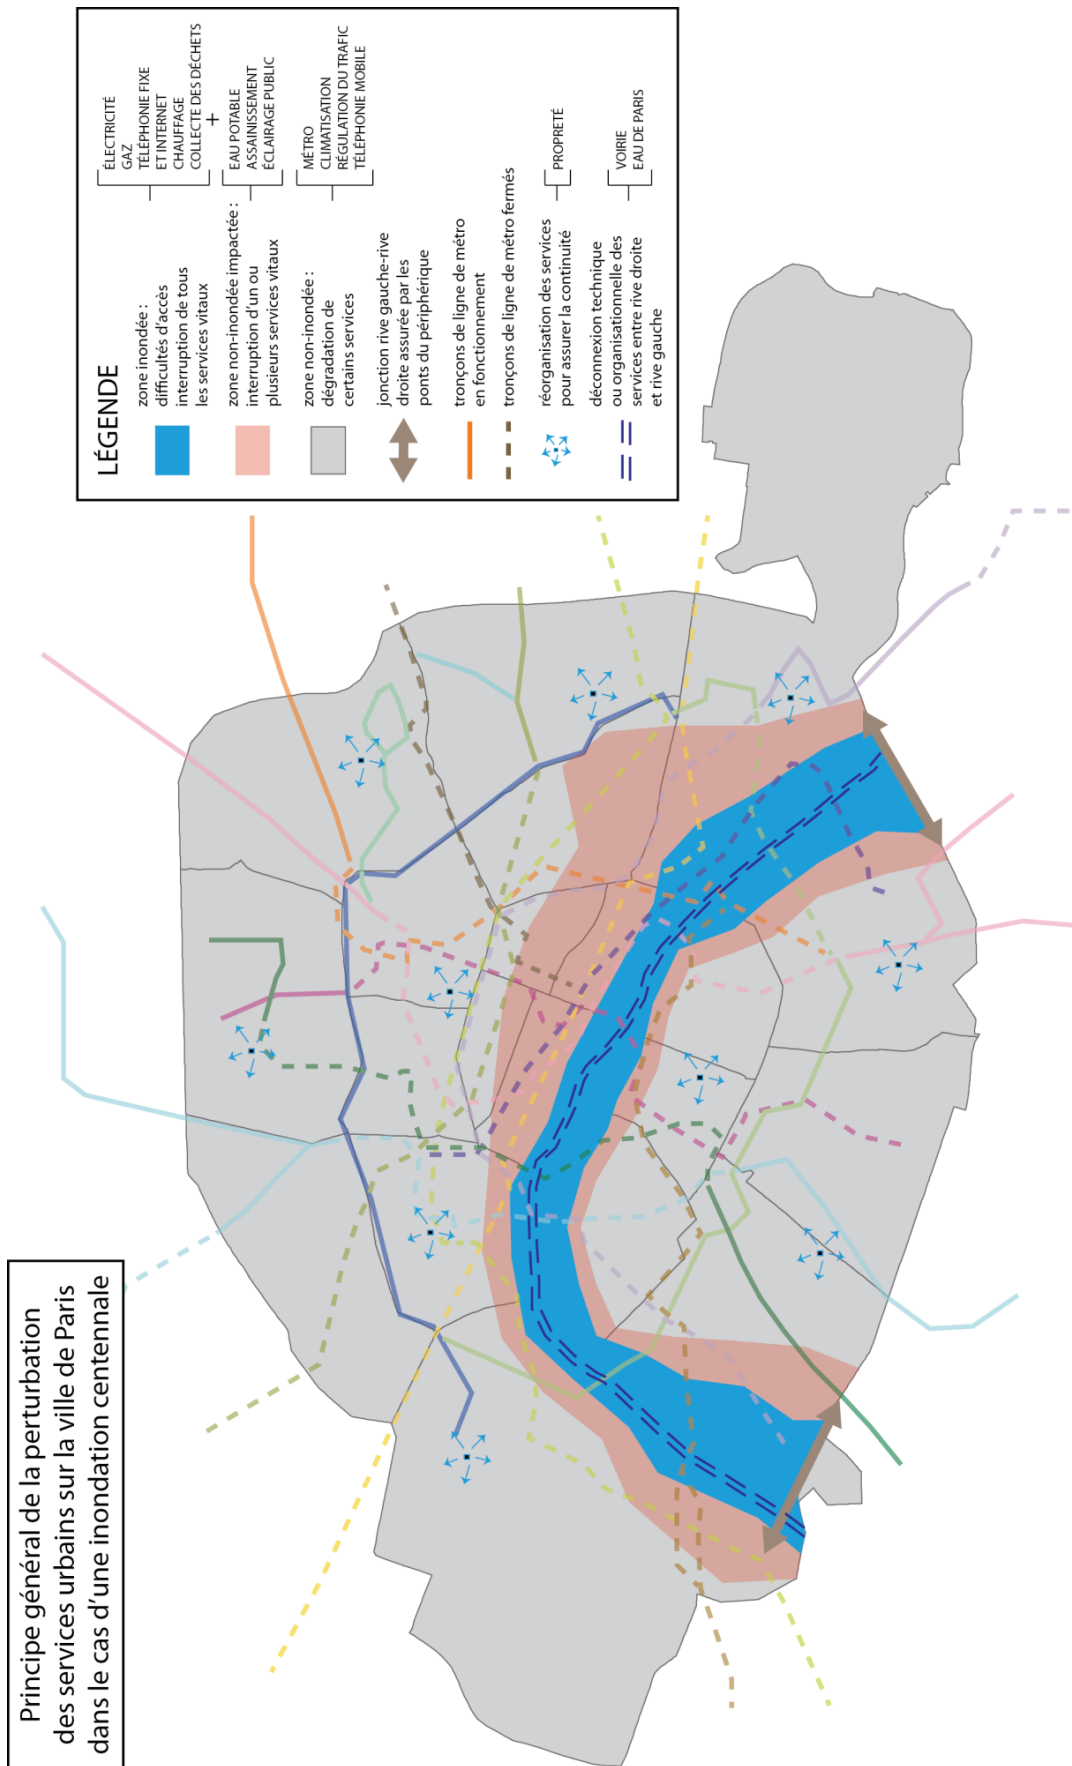 Principe général de la perturbation
des services urbains sur la ville de Paris
dans le cas d'une inondation centennale
LÉGENDE
zone inondée :
difficultés d'accès
interruption de tous
les services vitaux
ÉLECTRICITÉ
GAZ
TÉLÉPHONIE FIXE
ET INTERNET
CHAUFFAGE
COLLECTE DES DÉCHETS
+
zone non-inondée impactée :
interruption d'un ou
plusieurs services vitaux
EAU POTABLE
ASSAINISSEMENT
ÉCLAIRAGE PUBLIC
zone non-inondée :
dégradation de
certains services
MÉTRO
CLIMATISATION
RÉGULATION DU TRAFIC
TÉLÉPHONIE MOBILE
jonction rive gauche-rive
droite assurée par les
ponts du périphérique
tronçons de ligne de métro
en fonctionnement
tronçons de ligne de métro fermés
réorganisation des services
pour assurer la continuité
PROPRETÉ
déconnexion technique
ou organisationnelle des
services entre rive droite
et rive gauche
VOIRIE
EAU DE PARIS